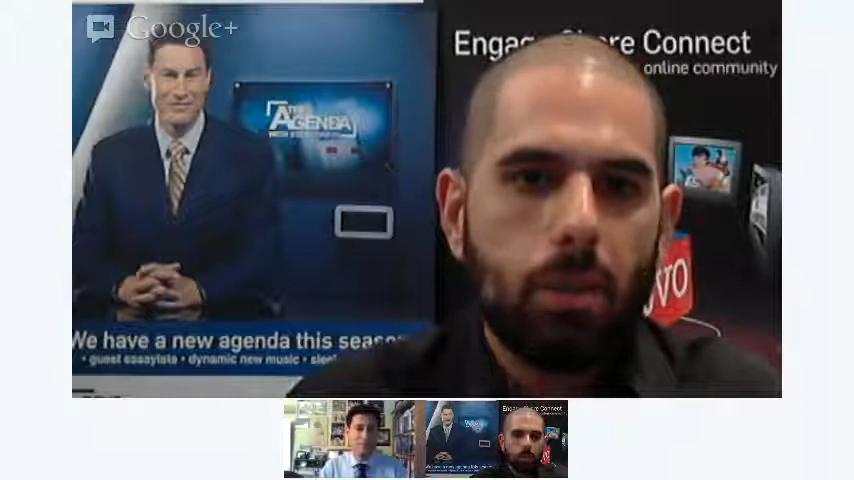 Google+
Engage Share Connect
online community
THE
AGENDA
We have a new agenda this season
• guest essayists • dynamic new music •
tvo